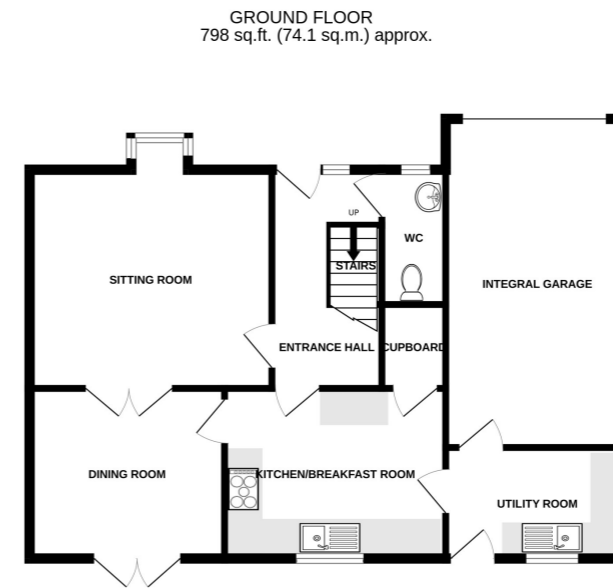 GROUND FLOOR
798 sq.ft. (74.1 sq.m.) approx.
UP
WC
STAIRS
SITTING ROOM
INTEGRAL GARAGE
ENTRANCE HALL
CUPBOARD
DINING ROOM
KITCHEN/BREAKFAST ROOM
UTILITY ROOM